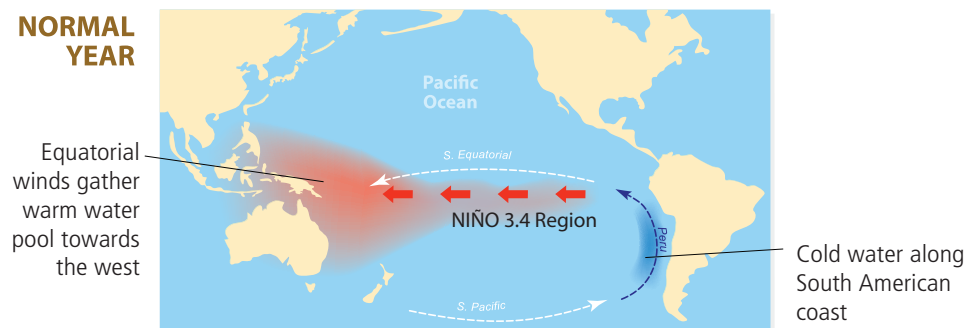 NORMAL
YEAR
Pacific
Ocean
Equatorial
winds gather
warm water
pool towards
the west
S. Equatorial
NIÑO 3.4 Region
Peru
Cold water along
South American
coast
S. Pacific